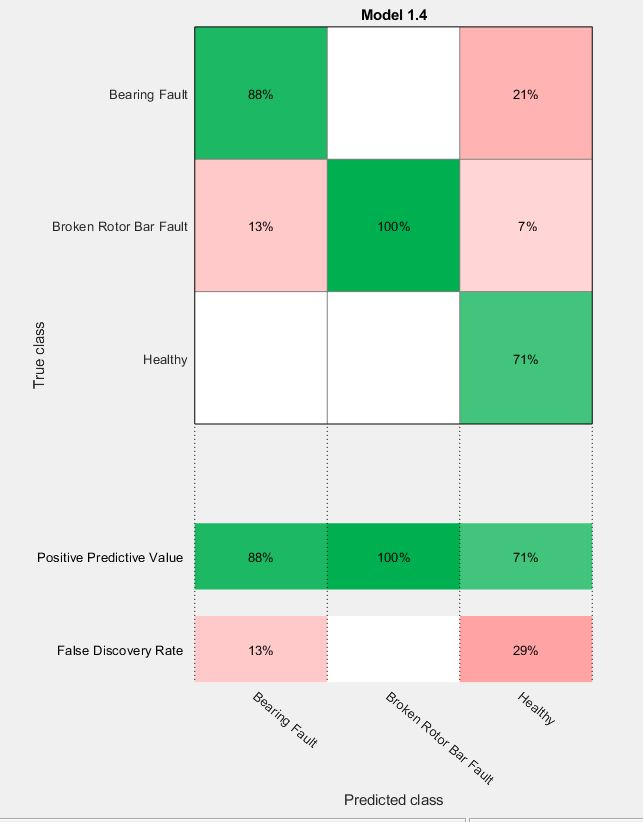 Model 1.4
Bearing Fault 88% 21%
Broken Rotor Bar Fault 13% 100% 7%
Healthy 71%
True class
Positive Predictive Value 88% 100% 71%
False Discovery Rate 13% 29%
Bearing Fault Broken Rotor Bar Fault Healthy
Predicted class